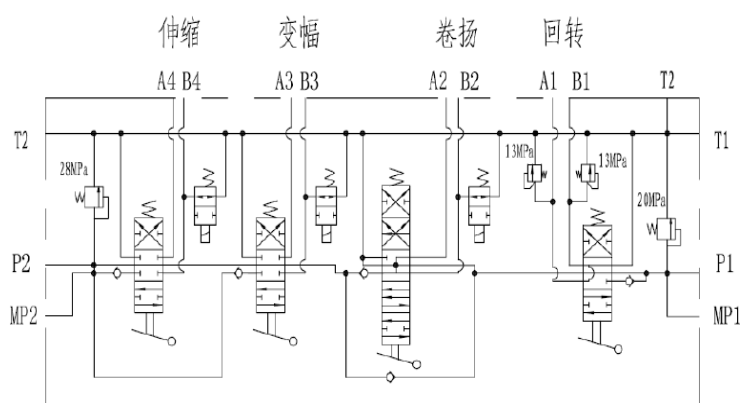 伸缩 变幅 卷扬 回转
A4 B4 A3 B3 A2 B2 A1 B1 T2
T2 T1
28MPa 13MPa 13MPa
20MPa
P2 P1
MP2 MP1